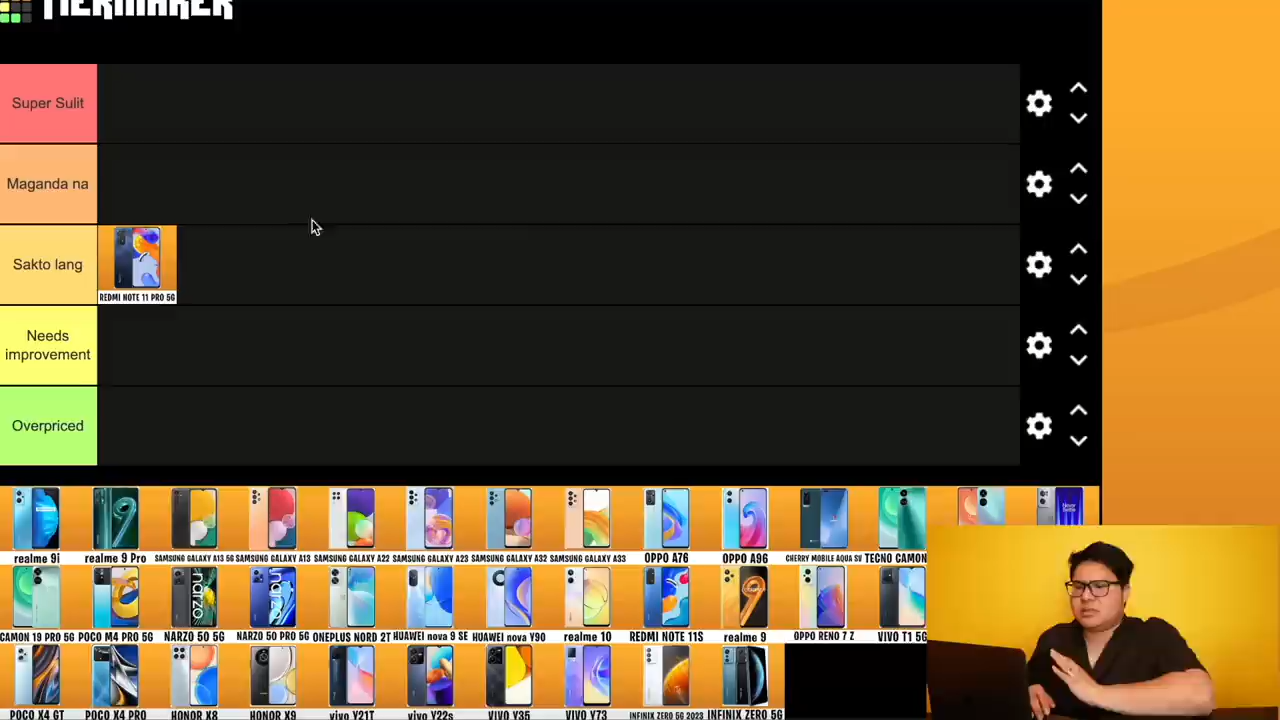 TIERMAKER
Super Sulit
Maganda na
Sakto lang
REDMI NOTE 11 PRO 5G
Needs
improvement
Overpriced
realme 9i
realme 9 Pro
SAMSUNG GALAXY A13 5G
SAMSUNG GALAXY A13
SAMSUNG GALAXY A22
SAMSUNG GALAXY A23
SAMSUNG GALAXY A32
SAMSUNG GALAXY A33
OPPO A76
OPPO A96
CHERRY MOBILE AQUA SV
TECNO CAMON
CAMON 19 PRO 5G
POCO M4 PRO 5G
NARZO 50 5G
NARZO 50 PRO 5G
ONEPLUS NORD 2T
HUAWEI nova 9 SE
HUAWEI nova Y90
realme 10
REDMI NOTE 11S
realme 9
OPPO RENO 7 Z
VIVO T1 5G
POCO X4 GT
POCO X4 PRO
HONOR X8
HONOR X9
vivo Y21T
vivo Y22s
VIVO Y35
VIVO Y73
INFINIX ZERO 5G 2023
INFINIX ZERO 5G